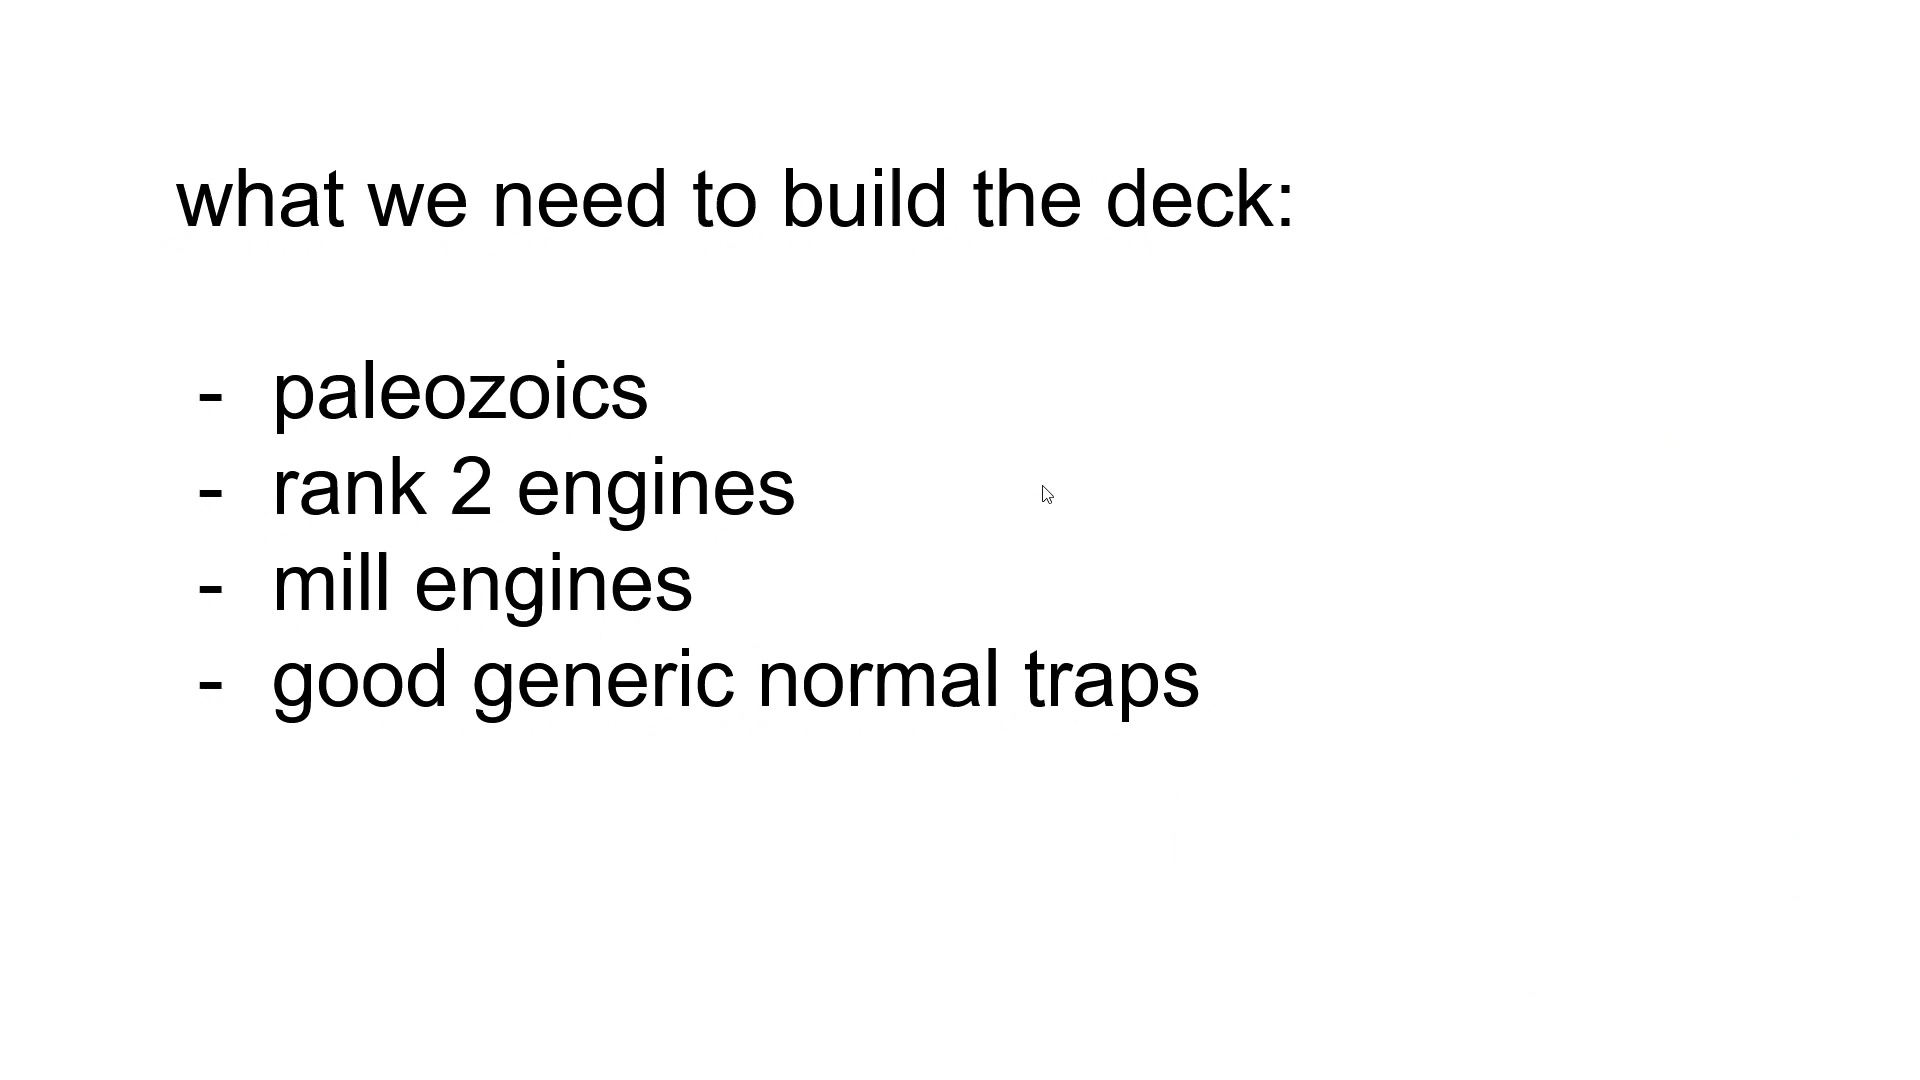 what we need to build the deck:
- paleozoics
- rank 2 engines
- mill engines
- good generic normal traps